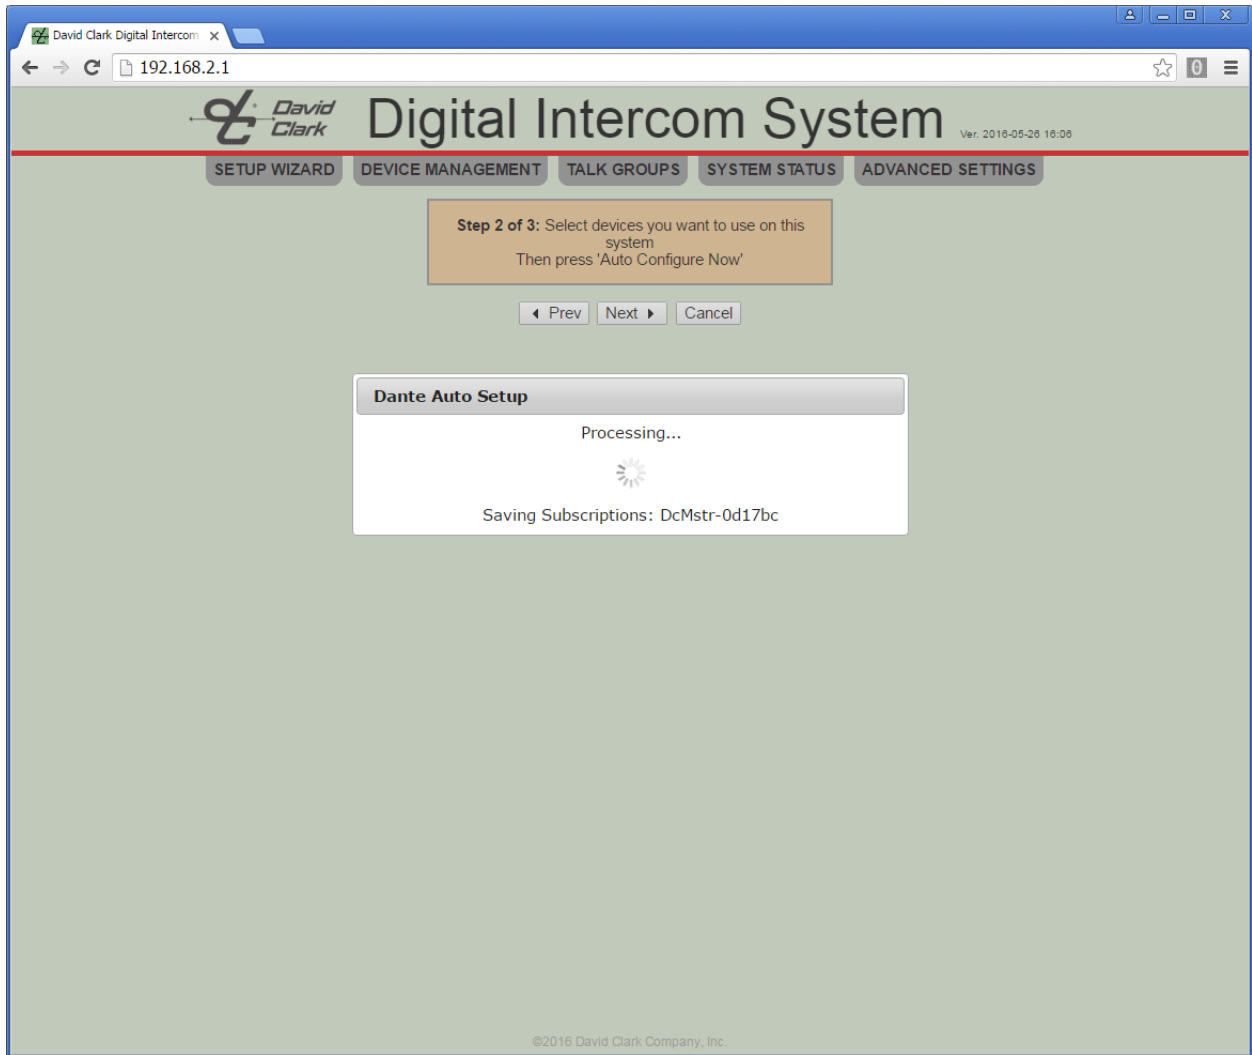 David Clark Digital Intercom
192.168.2.1
David
Clark
Digital Intercom System
Ver. 2016-05-26 16:06
SETUP WIZARD
DEVICE MANAGEMENT
TALK GROUPS
SYSTEM STATUS
ADVANCED SETTINGS
Step 2 of 3: Select devices you want to use on this
system
Then press 'Auto Configure Now'
Prev
Next
Cancel
Dante Auto Setup
Processing...
Saving Subscriptions: DcMstr-0d17bc
©2016 David Clark Company, Inc.